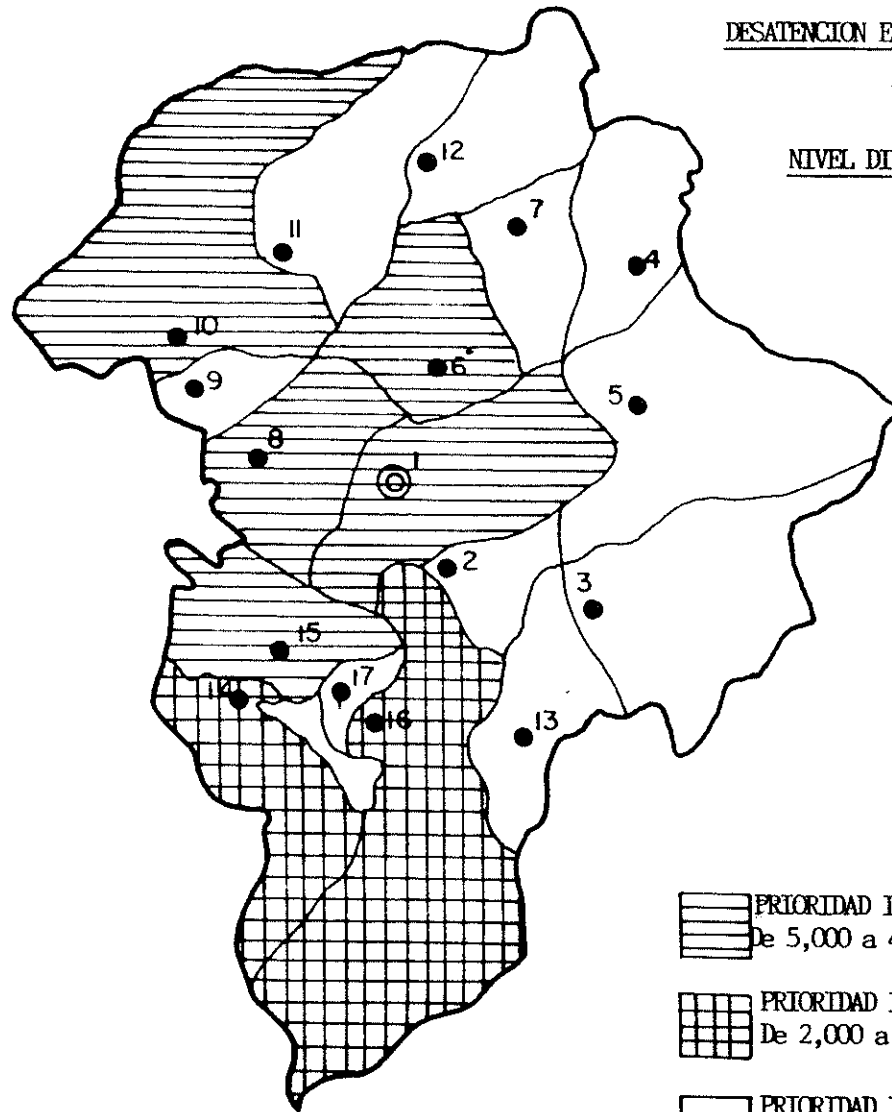 DESATENCION E
NIVEL DI
12
7
11
4
10
6
9
5
8
1
2
3
15
17
14
16
13
PRIORIDAD I
De 5,000 a 4
PRIORIDAD I
De 2,000 a
PRIORIDAD I